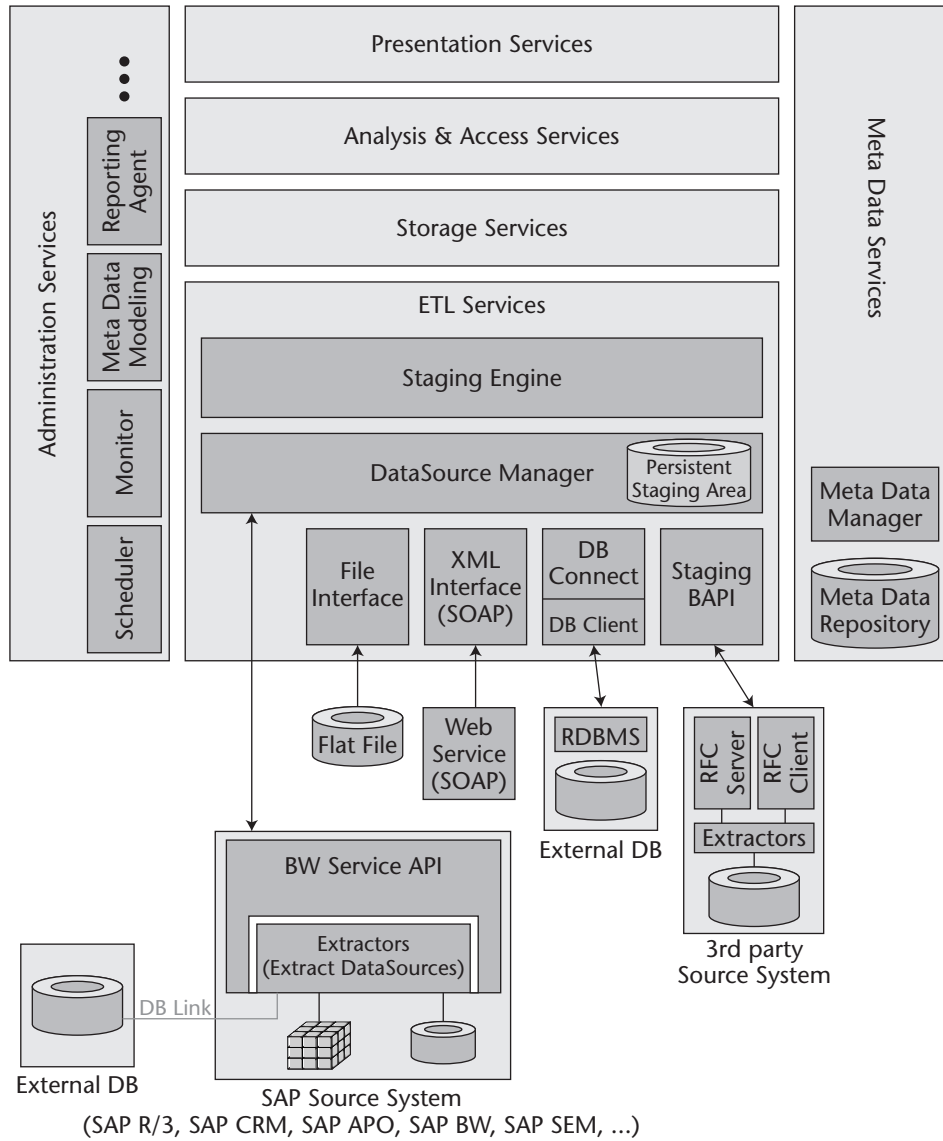 Presentation Services
Analysis & Access Services
Storage Services
ETL Services
Staging Engine
DataSource Manager
Persistent
Staging Area
File
Interface
XML
Interface
(SOAP)
DB
Connect
DB Client
Staging
BAPI
Administration Services
Reporting
Agent
Meta Data
Modeling
Monitor
Scheduler
Meta Data Services
Meta Data
Manager
Meta Data
Repository
Flat File
Web
Service
(SOAP)
RDBMS
External DB
RFC
Server
RFC
Client
Extractors
3rd party
Source System
BW Service API
Extractors
(Extract DataSources)
DB Link
External DB
SAP Source System
(SAP R/3, SAP CRM, SAP APO, SAP BW, SAP SEM, ...)